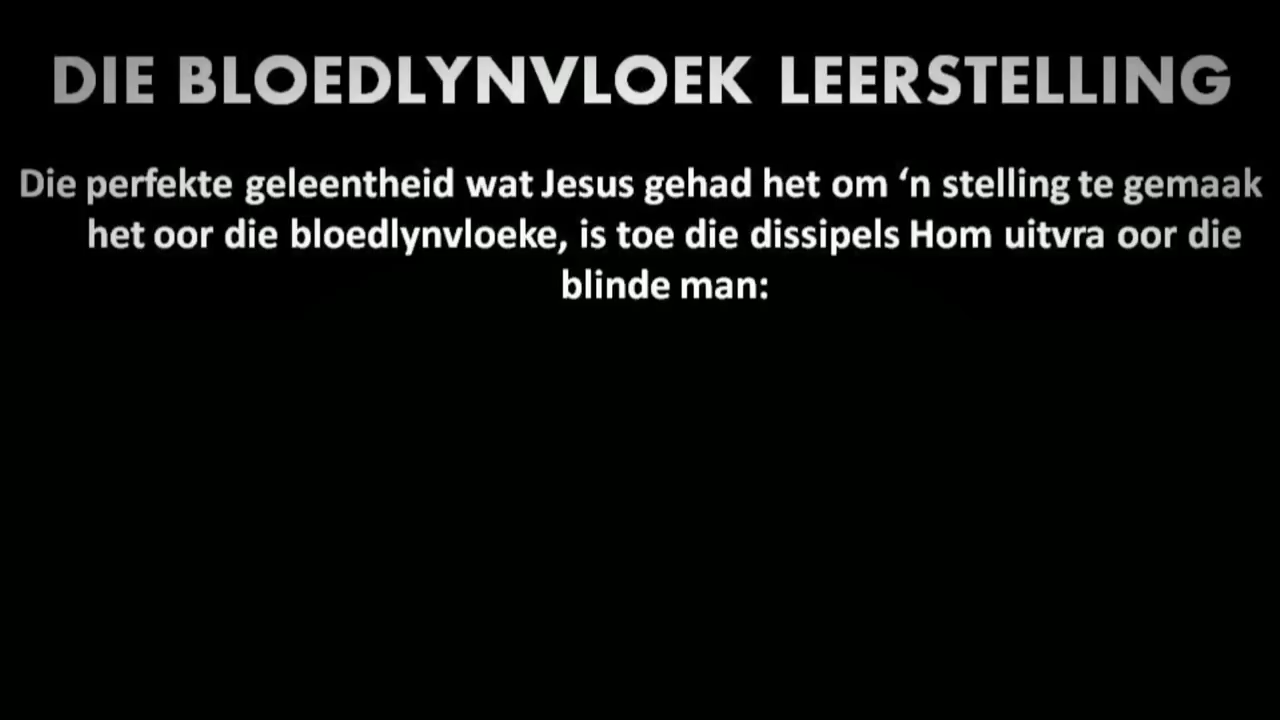 DIE BLOEDLYNVLOEK LEERSTELLING
Die perfekte geleentheid wat Jesus gehad het om ‘n stelling te gemaak
het oor die bloedlynvloeke, is toe die dissipels Hom uitvra oor die
blinde man: